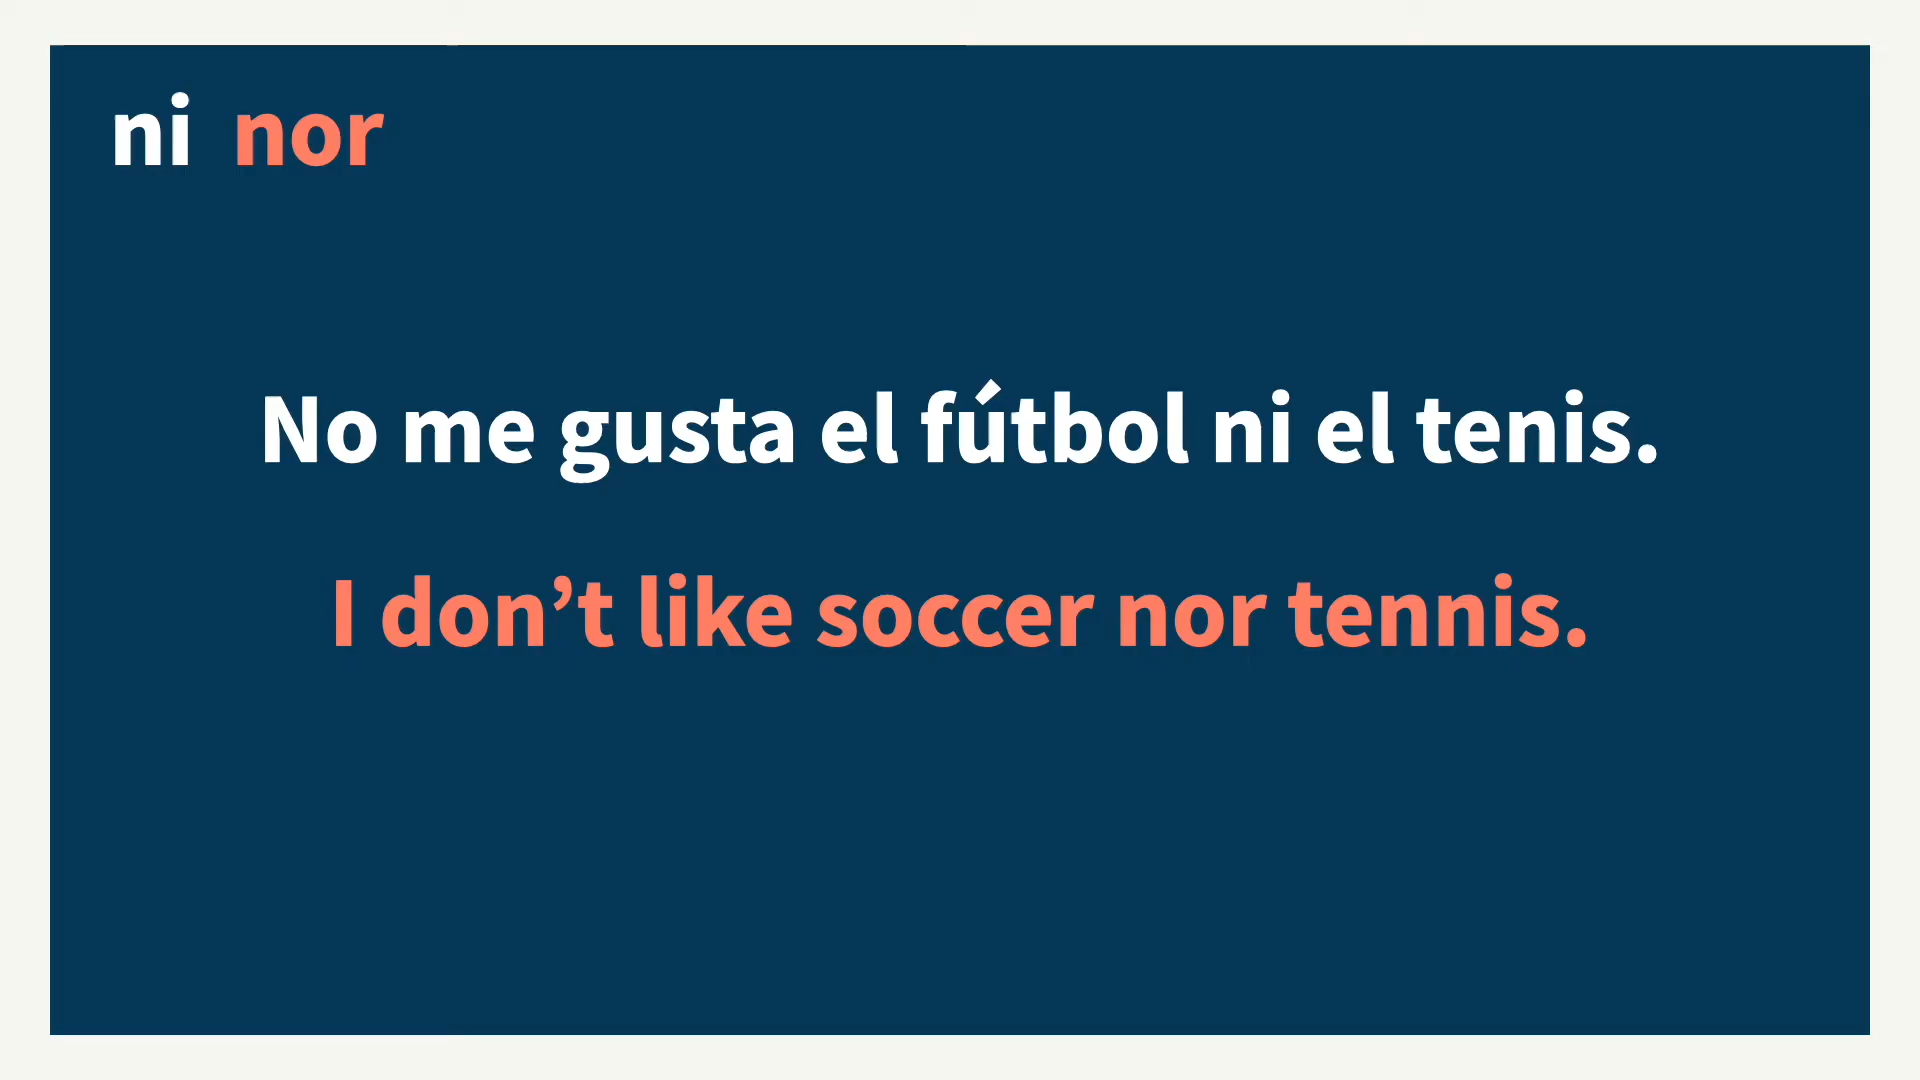 ni nor
No me gusta el fútbol ni el tenis.
I don’t like soccer nor tennis.